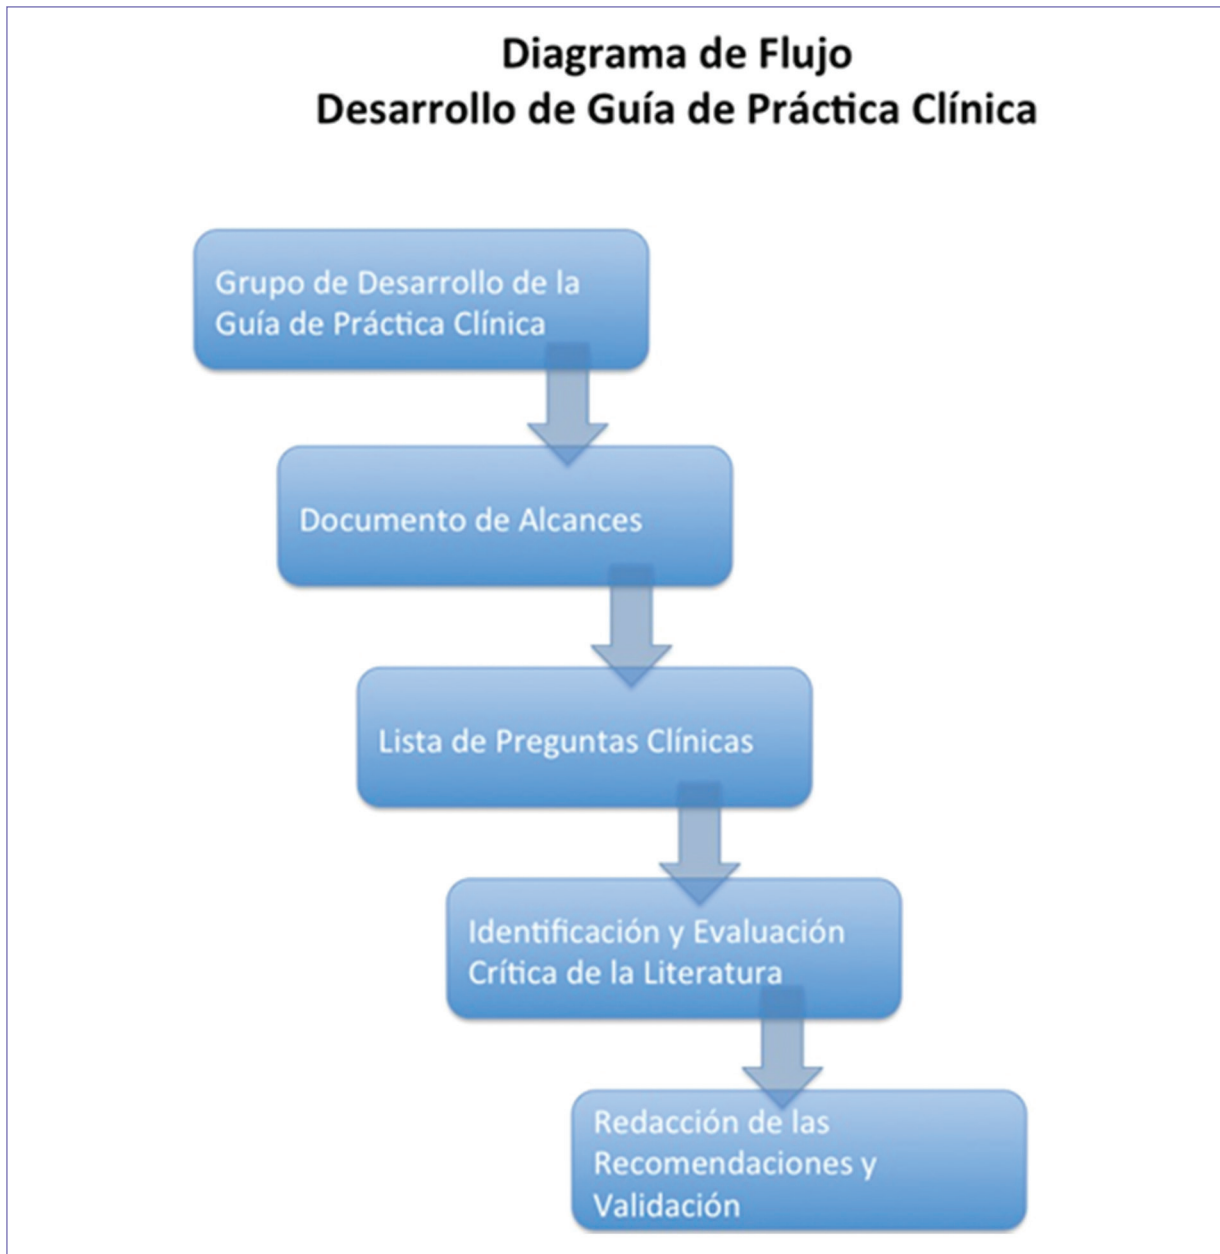 Diagrama de Flujo
Desarrollo de Guía de Práctica Clínica
Grupo de Desarrollo de la
Guía de Práctica Clínica
Documento de Alcances
Lista de Preguntas Clínicas
Identificación y Evaluación
Crítica de la Literatura
Redacción de las
Recomendaciones y
Validación